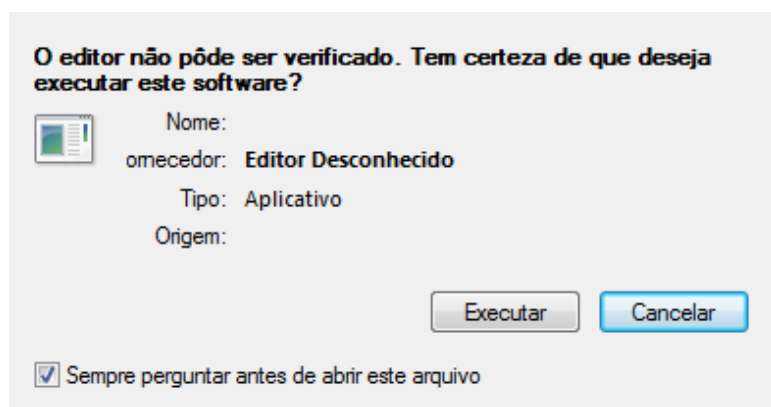 O editor não pôde ser verificado. Tem certeza de que deseja
executar este software?
Nome:
omecedor: Editor Desconhecido
Tipo: Aplicativo
Origem:
Executar Cancelar
Sempre perguntar antes de abrir este arquivo